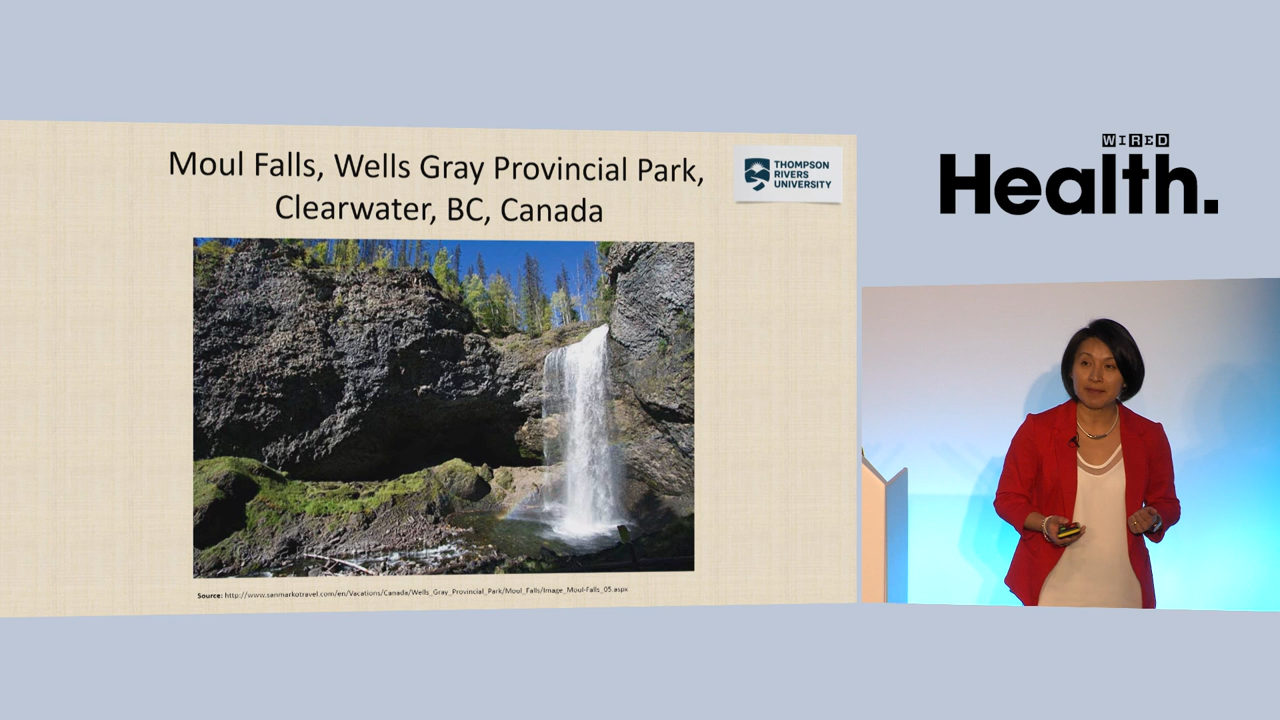 Moul Falls, Wells Gray Provincial Park,
Clearwater, BC, Canada
THOMPSON
RIVERS
UNIVERSITY
Source: http://www.sanmarkotravel.com/en/Vacations/Canada/Wells_Gray_Provincial_Park/Moul_Falls/Image_Moul-Falls_05.aspx
WIRED
Health.